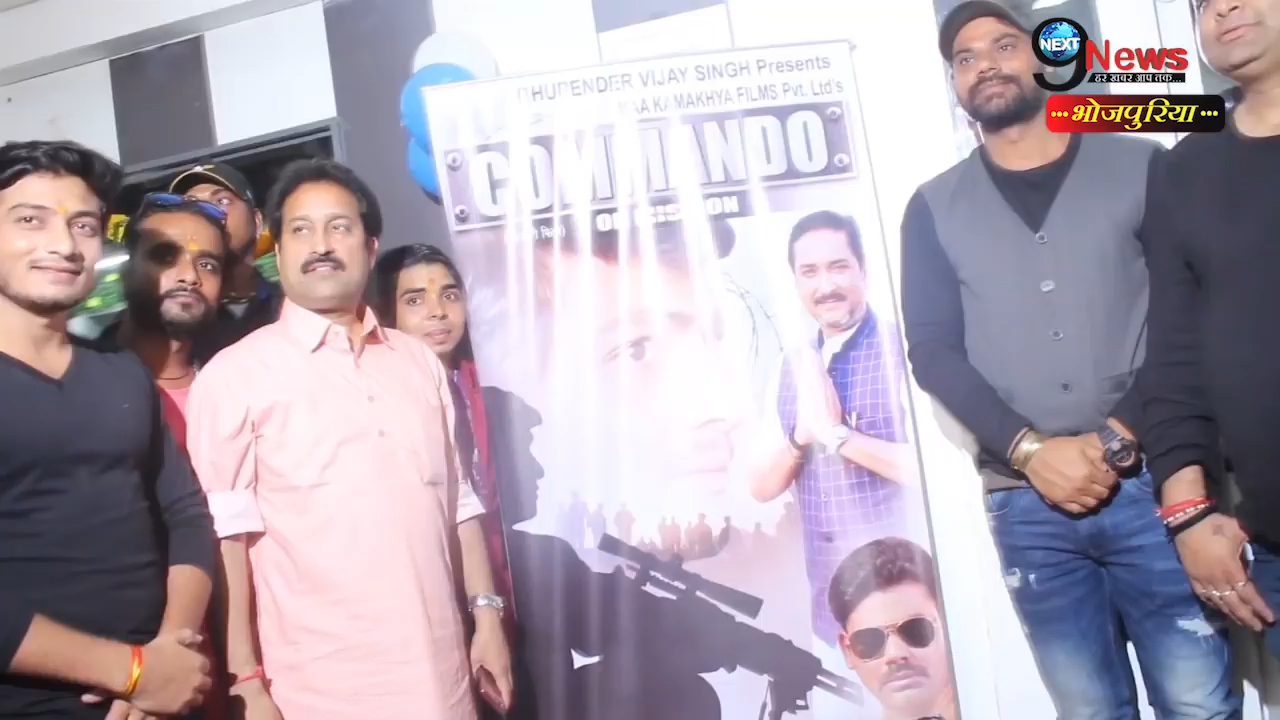 BHUPENDER VIJAY SINGH Presents
MAA KAMAKHYA FILMS Pvt. Ltd's
COMMANDO
NEXT
9 News
हर खबर आप तक...
...भोजपुरिया...